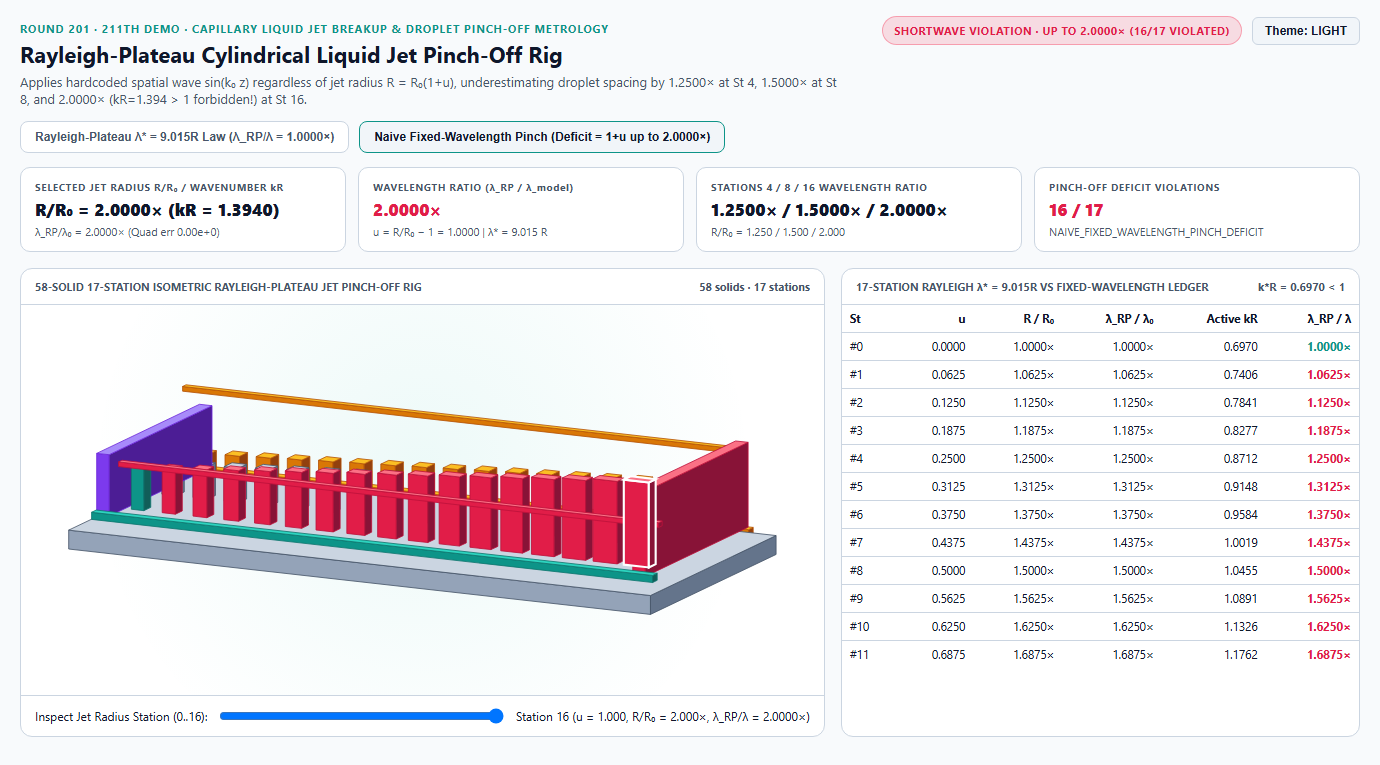 ROUND 201 · 211TH DEMO · CAPILLARY LIQUID JET BREAKUP & DROPLET PINCH-OFF METROLOGY
Rayleigh-Plateau Cylindrical Liquid Jet Pinch-Off Rig
Applies hardcoded spatial wave sin(k₀ z) regardless of jet radius R = R₀(1+u), underestimating droplet spacing by 1.2500× at St 4, 1.5000× at St
8, and 2.0000× (kR=1.394 > 1 forbidden!) at St 16.
SHORTWAVE VIOLATION · UP TO 2.0000× (16/17 VIOLATED)
Theme: LIGHT
Rayleigh-Plateau λ* = 9.015R Law (λ_RP/λ = 1.0000×)
Naive Fixed-Wavelength Pinch (Deficit = 1+u up to 2.0000×)
SELECTED JET RADIUS R/R₀ / WAVENUMBER kR
R/R₀ = 2.0000× (kR = 1.3940)
λ_RP/λ₀ = 2.0000× (Quad err 0.00e+0)
WAVELENGTH RATIO (λ_RP / λ_model)
2.0000×
u = R/R₀ − 1 = 1.0000 | λ* = 9.015 R
STATIONS 4 / 8 / 16 WAVELENGTH RATIO
1.2500× / 1.5000× / 2.0000×
R/R₀ = 1.250 / 1.500 / 2.000
PINCH-OFF DEFICIT VIOLATIONS
16 / 17
NAIVE_FIXED_WAVELENGTH_PINCH_DEFICIT
58-SOLID 17-STATION ISOMETRIC RAYLEIGH-PLATEAU JET PINCH-OFF RIG
58 solids · 17 stations
Inspect Jet Radius Station (0..16):
Station 16 (u = 1.000, R/R₀ = 2.000×, λ_RP/λ = 2.0000×)
17-STATION RAYLEIGH λ* = 9.015R VS FIXED-WAVELENGTH LEDGER
k*R = 0.6970 < 1
St u R / R₀ λ_RP / λ₀ Active kR λ_RP / λ
#0 0.0000 1.0000× 1.0000× 0.6970 1.0000×
#1 0.0625 1.0625× 1.0625× 0.7406 1.0625×
#2 0.1250 1.1250× 1.1250× 0.7841 1.1250×
#3 0.1875 1.1875× 1.1875× 0.8277 1.1875×
#4 0.2500 1.2500× 1.2500× 0.8712 1.2500×
#5 0.3125 1.3125× 1.3125× 0.9148 1.3125×
#6 0.3750 1.3750× 1.3750× 0.9584 1.3750×
#7 0.4375 1.4375× 1.4375× 1.0019 1.4375×
#8 0.5000 1.5000× 1.5000× 1.0455 1.5000×
#9 0.5625 1.5625× 1.5625× 1.0891 1.5625×
#10 0.6250 1.6250× 1.6250× 1.1326 1.6250×
#11 0.6875 1.6875× 1.6875× 1.1762 1.6875×